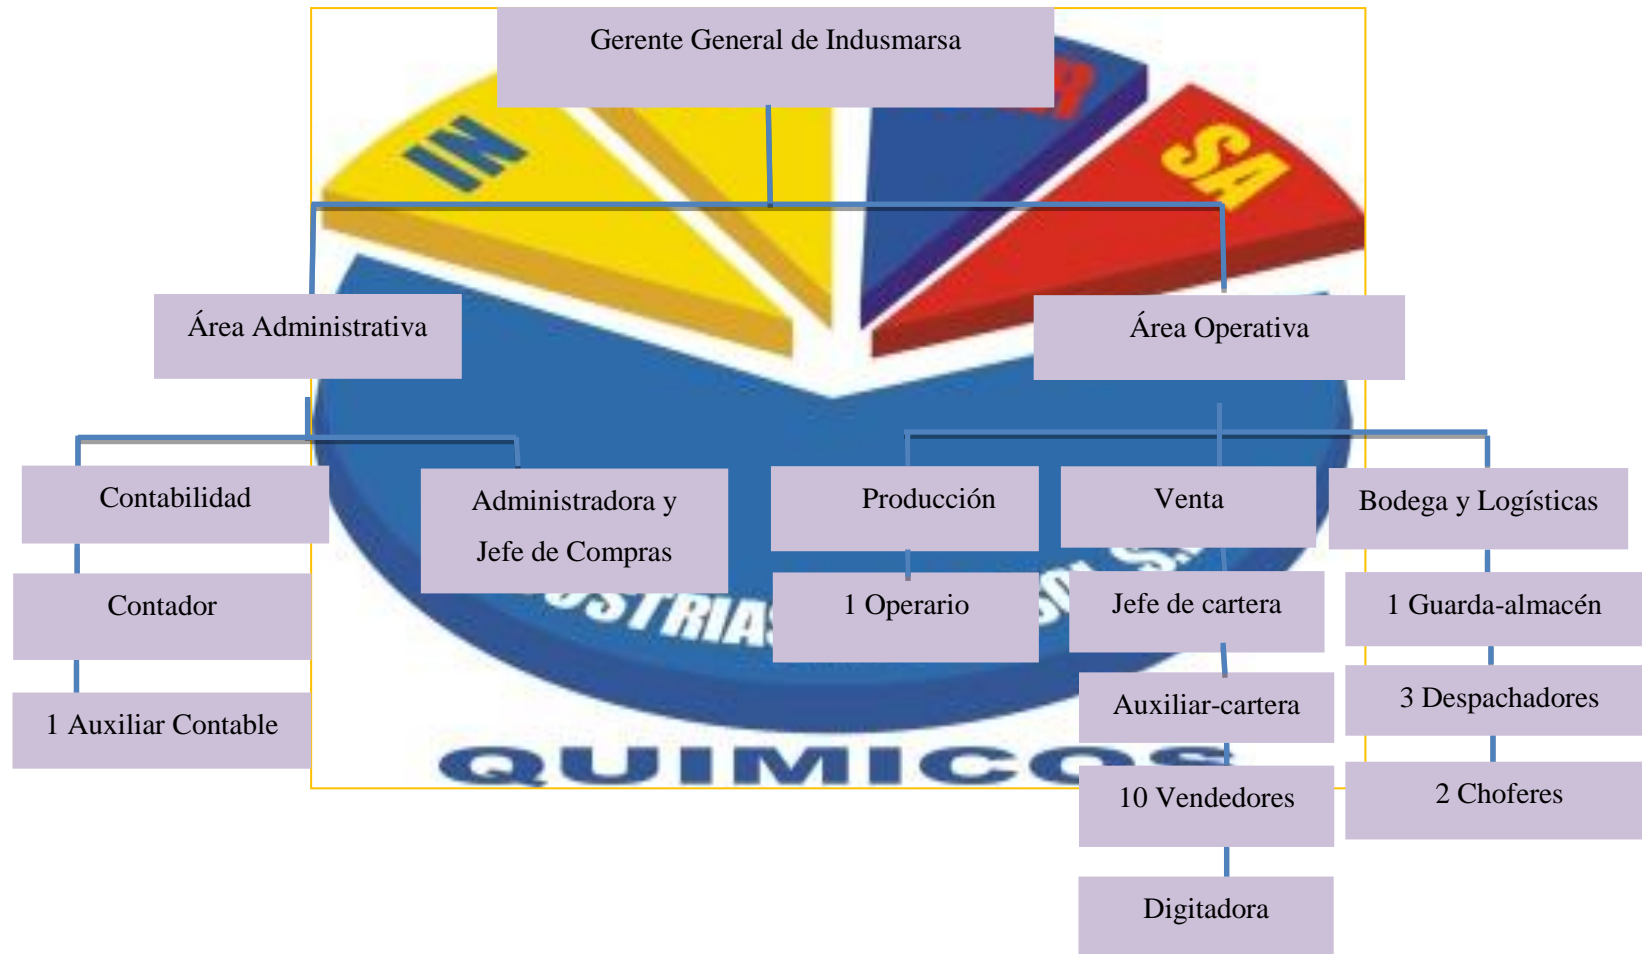 Gerente General de Indusmarsa
IN
SA
Área Administrativa
Área Operativa
Contabilidad
Administradora y
Jefe de Compras
Producción
Venta
Bodega y Logísticas
Contador
1 Operario
Jefe de cartera
1 Guarda-almacén
1 Auxiliar Contable
Auxiliar-cartera
3 Despachadores
QUIMICOS
10 Vendedores
2 Choferes
Digitadora